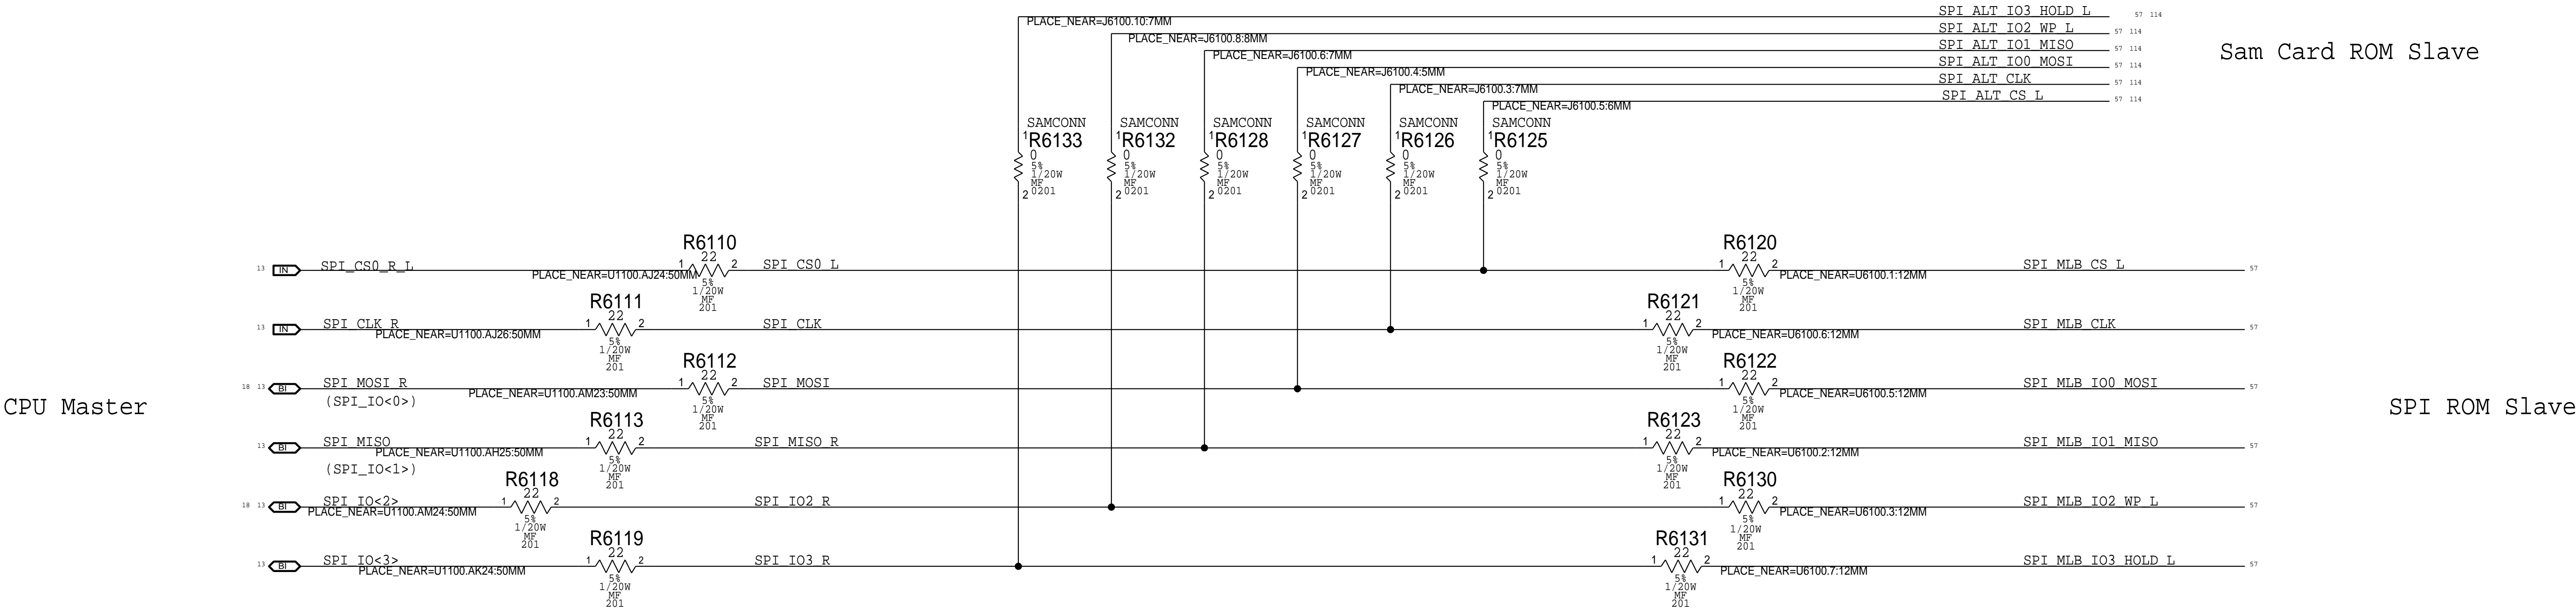 SPI_ALT_IO3_HOLD_L 57 114
PLACE_NEAR=J6100.10:7MM
SPI_ALT_IO2_WP_L 57 114
PLACE_NEAR=J6100.8:8MM
SPI_ALT_IO1_MISO 57 114
PLACE_NEAR=J6100.6:7MM
SPI_ALT_IO0_MOSI 57 114
PLACE_NEAR=J6100.4:5MM
SPI_ALT_CLK 57 114
PLACE_NEAR=J6100.3:7MM
SPI_ALT_CS_L 57 114
PLACE_NEAR=J6100.5:6MM
Sam Card ROM Slave
SAMCONN SAMCONN SAMCONN SAMCONN SAMCONN SAMCONN
1 R6133 1 R6132 1 R6128 1 R6127 1 R6126 1 R6125
0 0 0 0 0 0
5% 5% 5% 5% 5% 5%
1/20W 1/20W 1/20W 1/20W 1/20W 1/20W
MF MF MF MF MF MF
2 0201 2 0201 2 0201 2 0201 2 0201 2 0201
R6110 R6120
22 22
13 IN SPI_CS0_R_L 1 2 SPI_CS0_L 1 2 SPI_MLB_CS_L 57
PLACE_NEAR=U1100.AJ24:50MM PLACE_NEAR=U6100.1:12MM
5% 5%
1/20W 1/20W
MF MF
201 201
R6111 R6121
22 22
13 IN SPI_CLK_R 1 2 SPI_CLK 1 2 SPI_MLB_CLK 57
PLACE_NEAR=U1100.AJ26:50MM PLACE_NEAR=U6100.6:12MM
5% 5%
1/20W 1/20W
MF MF
201 201
R6112 R6122
22 22
18 13 BI SPI_MOSI_R 1 2 SPI_MOSI 1 2 SPI_MLB_IO0_MOSI 57
PLACE_NEAR=U1100.AM23:50MM PLACE_NEAR=U6100.5:12MM
(SPI_IO<0>)
5% 5%
1/20W 1/20W
MF MF
201 201
CPU Master SPI ROM Slave
R6113 R6123
22 22
13 BI SPI_MISO 1 2 SPI_MISO_R 1 2 SPI_MLB_IO1_MISO 57
PLACE_NEAR=U1100.AH25:50MM PLACE_NEAR=U6100.2:12MM
(SPI_IO<1>)
5% 5%
1/20W 1/20W
MF MF
201 201
R6118 R6130
22 22
18 13 BI SPI_IO<2> 1 2 SPI_IO2_R 1 2 SPI_MLB_IO2_WP_L 57
PLACE_NEAR=U1100.AM24:50MM PLACE_NEAR=U6100.3:12MM
5% 5%
1/20W 1/20W
MF MF
201 201
R6119 R6131
22 22
13 BI SPI_IO<3> 1 2 SPI_IO3_R 1 2 SPI_MLB_IO3_HOLD_L 57
PLACE_NEAR=U1100.AK24:50MM PLACE_NEAR=U6100.7:12MM
5% 5%
1/20W 1/20W
MF MF
201 201